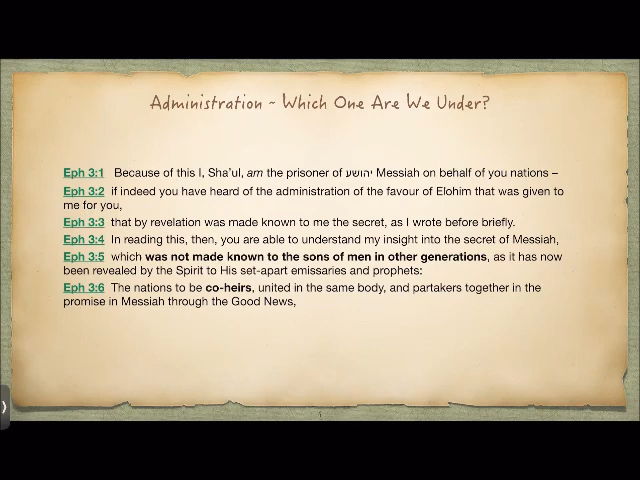 Administration ~ Which One Are We Under?
Eph 3:1 Because of this I, Sha'ul, am the prisoner of יהושע Messiah on behalf of you nations –
Eph 3:2 if indeed you have heard of the administration of the favour of Elohim that was given to
me for you,
Eph 3:3 that by revelation was made known to me the secret, as I wrote before briefly.
Eph 3:4 In reading this, then, you are able to understand my insight into the secret of Messiah,
Eph 3:5 which was not made known to the sons of men in other generations, as it has now
been revealed by the Spirit to His set-apart emissaries and prophets:
Eph 3:6 The nations to be co-heirs, united in the same body, and partakers together in the
promise in Messiah through the Good News,